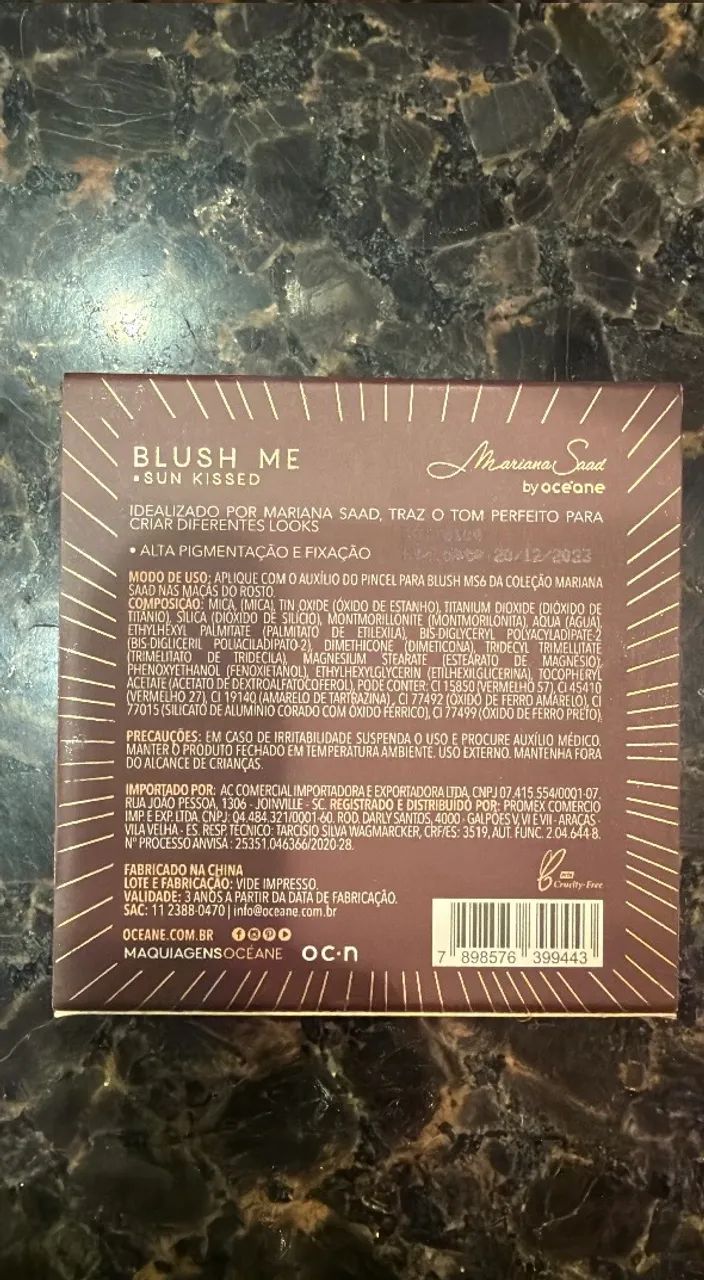 BLUSH ME
•SUN KISSED
Mariana Saad
by océane
IDEALIZADO POR MARIANA SAAD, TRAZ O TOM PERFEITO PARA
CRIAR DIFERENTES LOOKS
• ALTA PIGMENTAÇÃO E FIXAÇÃO
20/12/2023
MODO DE USO: APLIQUE COM O AUXÍLIO DO PINCEL PARA BLUSH MS6 DA COLEÇÃO MARIANA
SAAD NAS MAÇÃS DO ROSTO.
COMPOSIÇÃO: MICA, (MICA), TIN OXIDE (ÓXIDO DE ESTANHO), TITANIUM DIOXIDE (DIÓXIDO DE
TITÂNIO), SILICA (DIÓXIDO DE SILÍCIO), MONTMORILLONITE (MONTMORILONITA), AQUA (ÁGUA),
ETHYLHEXYL PALMITATE (PALMITATO DE ETILEXILA), BIS-DIGLYCERYL POLYACYLADIPATE-2
(BIS-DIGLICERIL POLIACILADIPATO-2), DIMETHICONE (DIMETICONA), TRIDECYL TRIMELLITATE
(TRIMELITATO DE TRIDECILA), MAGNESIUM STEARATE (ESTEARATO DE MAGNÉSIO),
PHENOXYETHANOL (FENOXIETANOL), ETHYLHEXYLGLYCERIN (ETILHEXILGLICERINA), TOCOPHERYL
ACETATE (ACETATO DE DEXTROALFATOCOFEROL), PODE CONTER: CI 15850 (VERMELHO 57), CI 45410
(VERMELHO 27), CI 19140 (AMARELO DE TARTRAZINA), CI 77492 (ÓXIDO DE FERRO AMARELO), CI
77015 (SILICATO DE ALUMÍNIO CORADO COM ÓXIDO FÉRRICO), CI 77499 (ÓXIDO DE FERRO PRETO).
PRECAUÇÕES: EM CASO DE IRRITABILIDADE SUSPENDA O USO E PROCURE AUXÍLIO MÉDICO.
MANTER O PRODUTO FECHADO EM TEMPERATURA AMBIENTE. USO EXTERNO. MANTENHA FORA
DO ALCANCE DE CRIANÇAS.
IMPORTADO POR: AC COMERCIAL IMPORTADORA E EXPORTADORA LTDA, CNPJ 07.415.554/0001-07,
RUA JOÃO PESSOA, 1306 - JOINVILLE - SC. REGISTRADO E DISTRIBUÍDO POR: PROMEX COMERCIO
IMP E EXP. LTDA, CNPJ: 04.484.321/0001-60. ROD. DARLY SANTOS, 4000 - GALPÕES V, VI E VII - ARAÇAS -
VILA VELHA - ES. RESP. TÉCNICO: TARCISIO SILVA WAGMARCKER, CRF/ES: 3519, AUT. FUNC. 2.04.644-8.
Nº PROCESSO ANVISA : 25351.046366/2020-28.
FABRICADO NA CHINA
LOTE E FABRICAÇÃO: VIDE IMPRESSO.
VALIDADE: 3 ANOS A PARTIR DA DATA DE FABRICAÇÃO.
SAC: 11 2388-0470 | info@oceane.com.br
Cruelty-Free
OCEANE.COM.BR
MAQUIAGENSOCÉANE oc·n
7 898576 399443